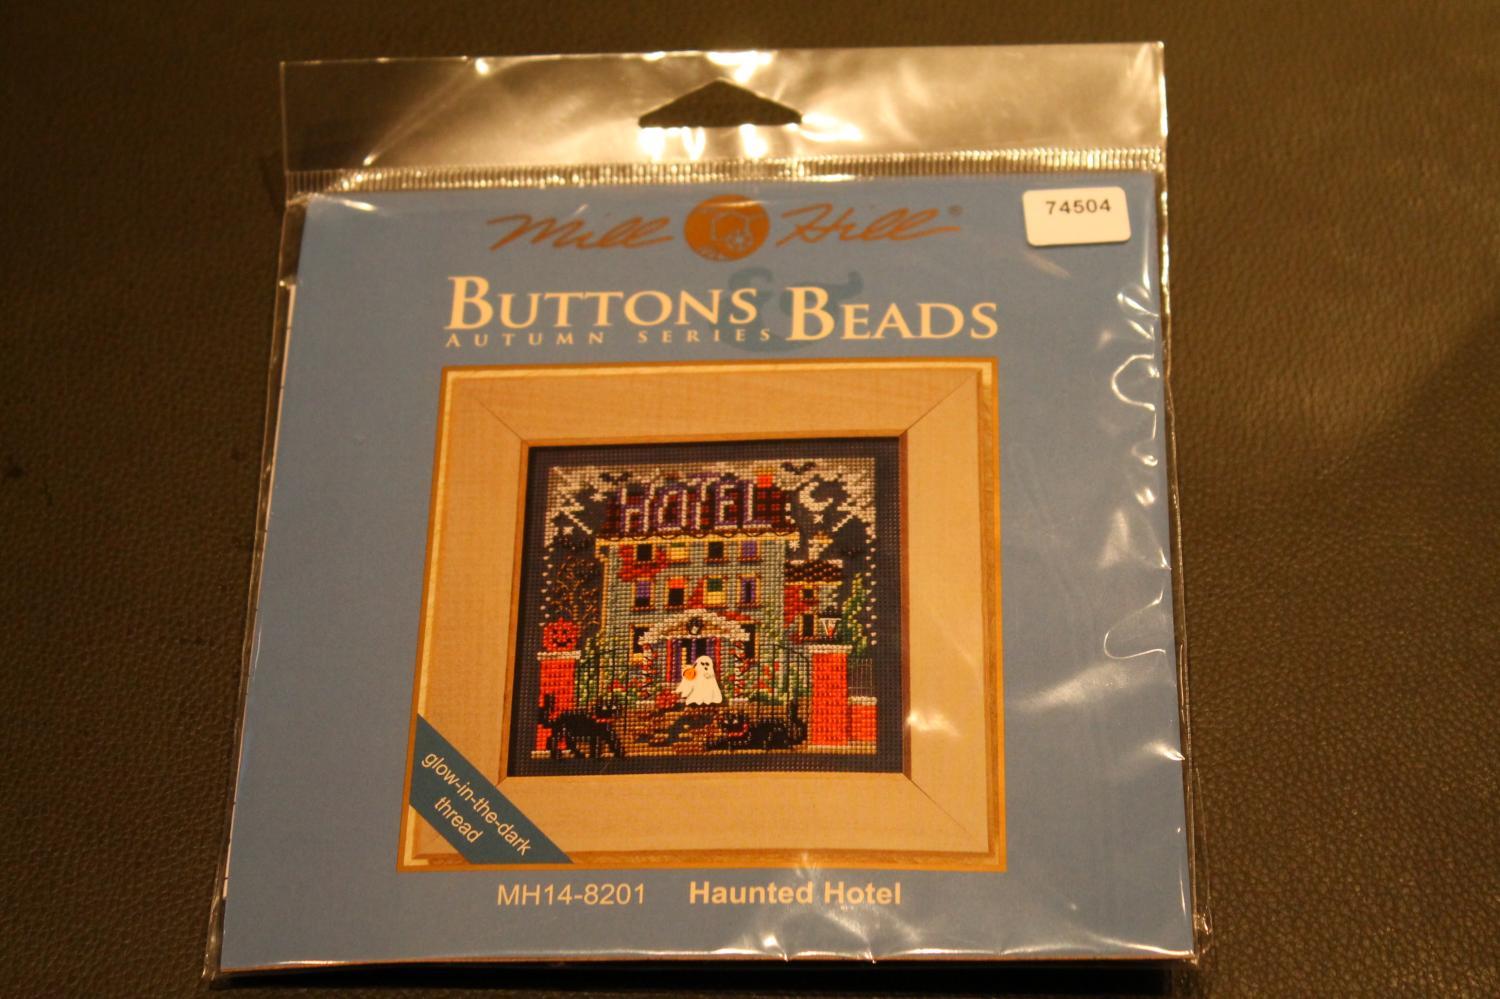 Mill Hill®
74504
BUTTONS & BEADS
AUTUMN SERIES
HOTEL
glow-in-the-dark
thread
MH14-8201 Haunted Hotel